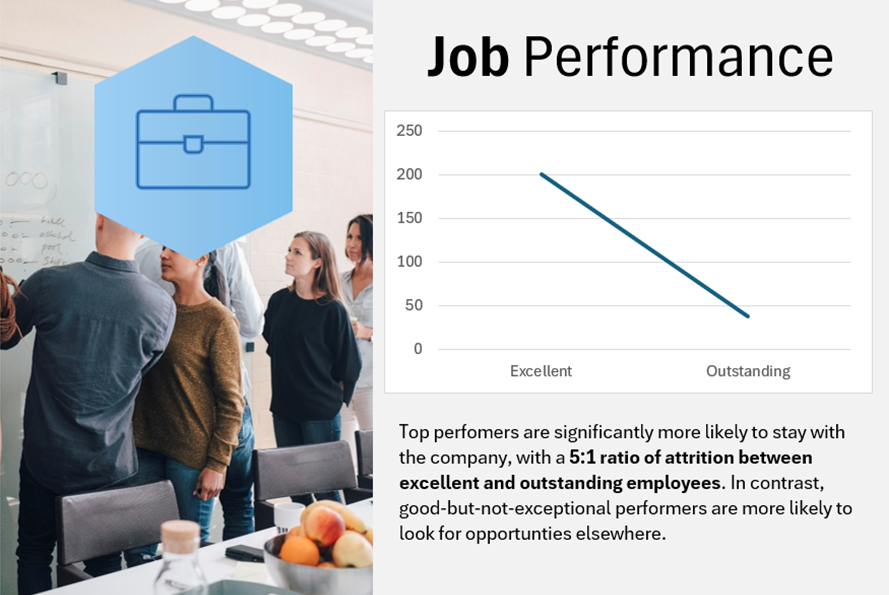 Job Performance
250
200
150
100
50
0
Excellent Outstanding
Top perfomers are significantly more likely to stay with
the company, with a 5:1 ratio of attrition between
excellent and outstanding employees. In contrast,
good-but-not-exceptional performers are more likely to
look for opportunties elsewhere.